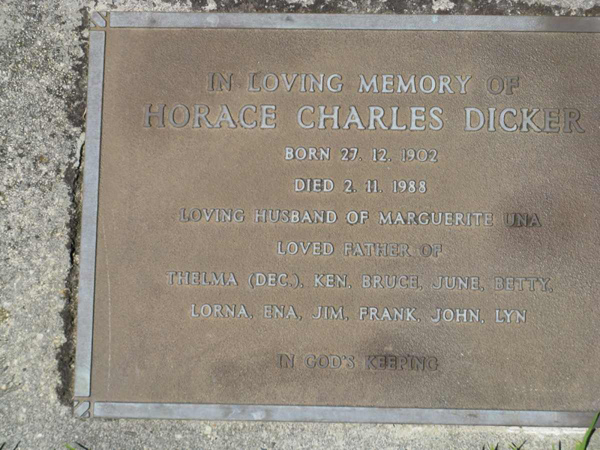 IN LOVING MEMORY OF
HORACE CHARLES DICKER
BORN 27. 12. 1902
DIED 2. 11. 1988
LOVING HUSBAND OF MARGUERITE UNA
LOVED FATHER OF
THELMA (DEC.), KEN, BRUCE, JUNE, BETTY,
LORNA, ENA, JIM, FRANK, JOHN, LYN
IN GOD'S KEEPING